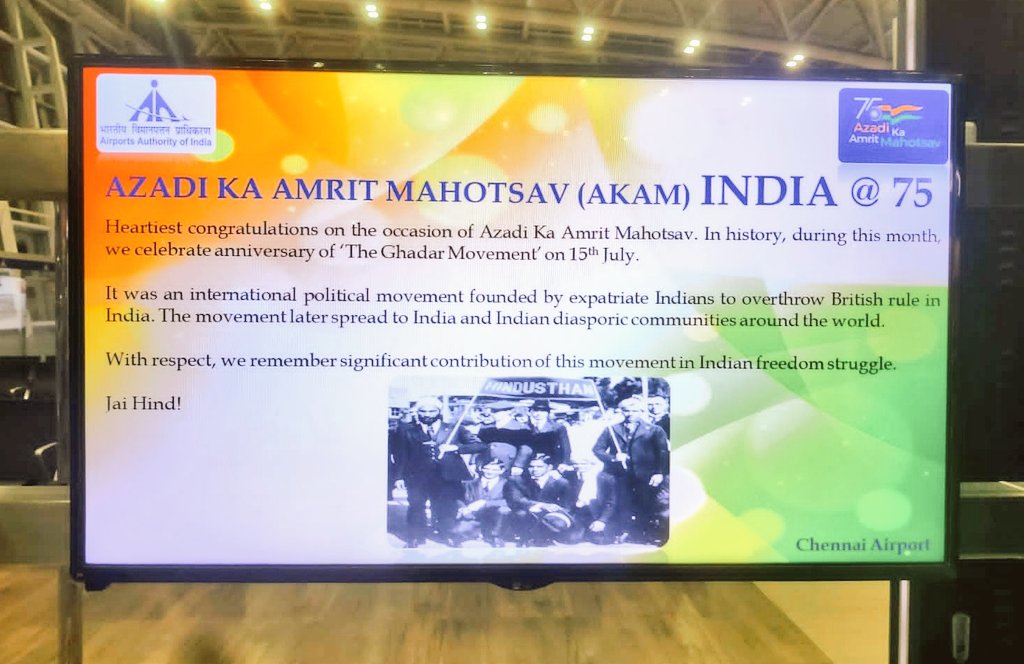 भारतीय विमानपत्तन प्राधिकरण
Airports Authority of India
75
Azadi Ka
Amrit Mahotsav
AZADI KA AMRIT MAHOTSAV (AKAM) INDIA @ 75
Heartiest congratulations on the occasion of Azadi Ka Amrit Mahotsav. In history, during this month,
we celebrate anniversary of ‘The Ghadar Movement’ on 15th July.
It was an international political movement founded by expatriate Indians to overthrow British rule in
India. The movement later spread to India and Indian diasporic communities around the world.
With respect, we remember significant contribution of this movement in Indian freedom struggle.
Jai Hind!
HINDUSTHAN
Chennai Airport